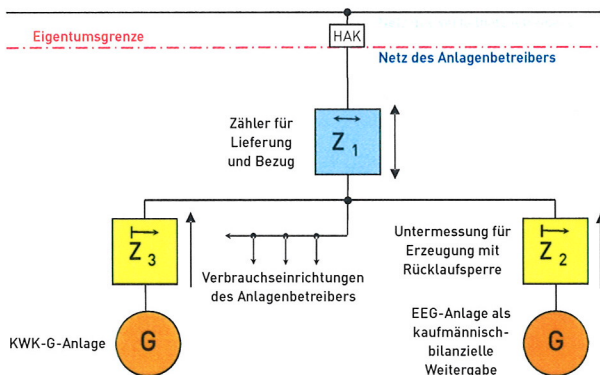 Eigentumsgrenze
HAK
Netz des Anlagenbetreibers
Zähler für
Lieferung
und Bezug
Z 1
Z 3
Verbrauchseinrichtungen
des Anlagenbetreibers
Untermessung für
Erzeugung mit
Rücklaufsperre
Z 2
KWK-G-Anlage
G
EEG-Anlage als
kaufmännisch-
bilanzielle
Weitergabe
G